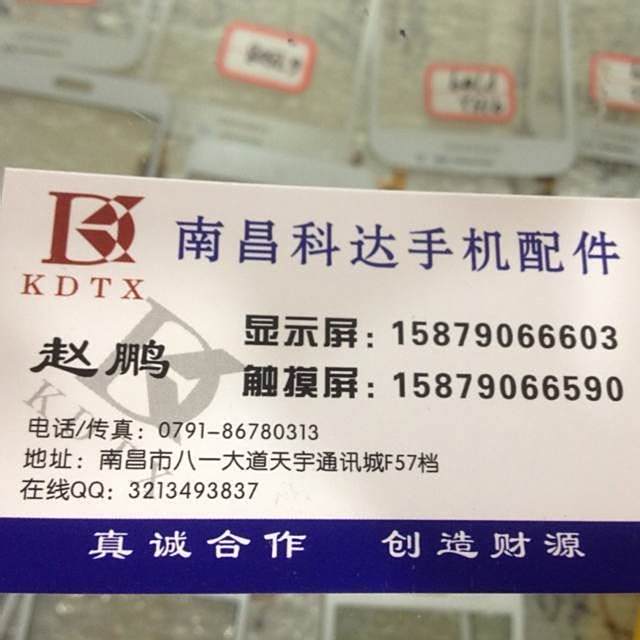 南昌科达手机配件
KDTX
显示屏：15879066603
赵鹏
触摸屏：15879066590
KDTX
电话/传真：0791-86780313
地址：南昌市八一大道天宇通讯城F57档
在线QQ：3213493837
真诚合作 创造财源